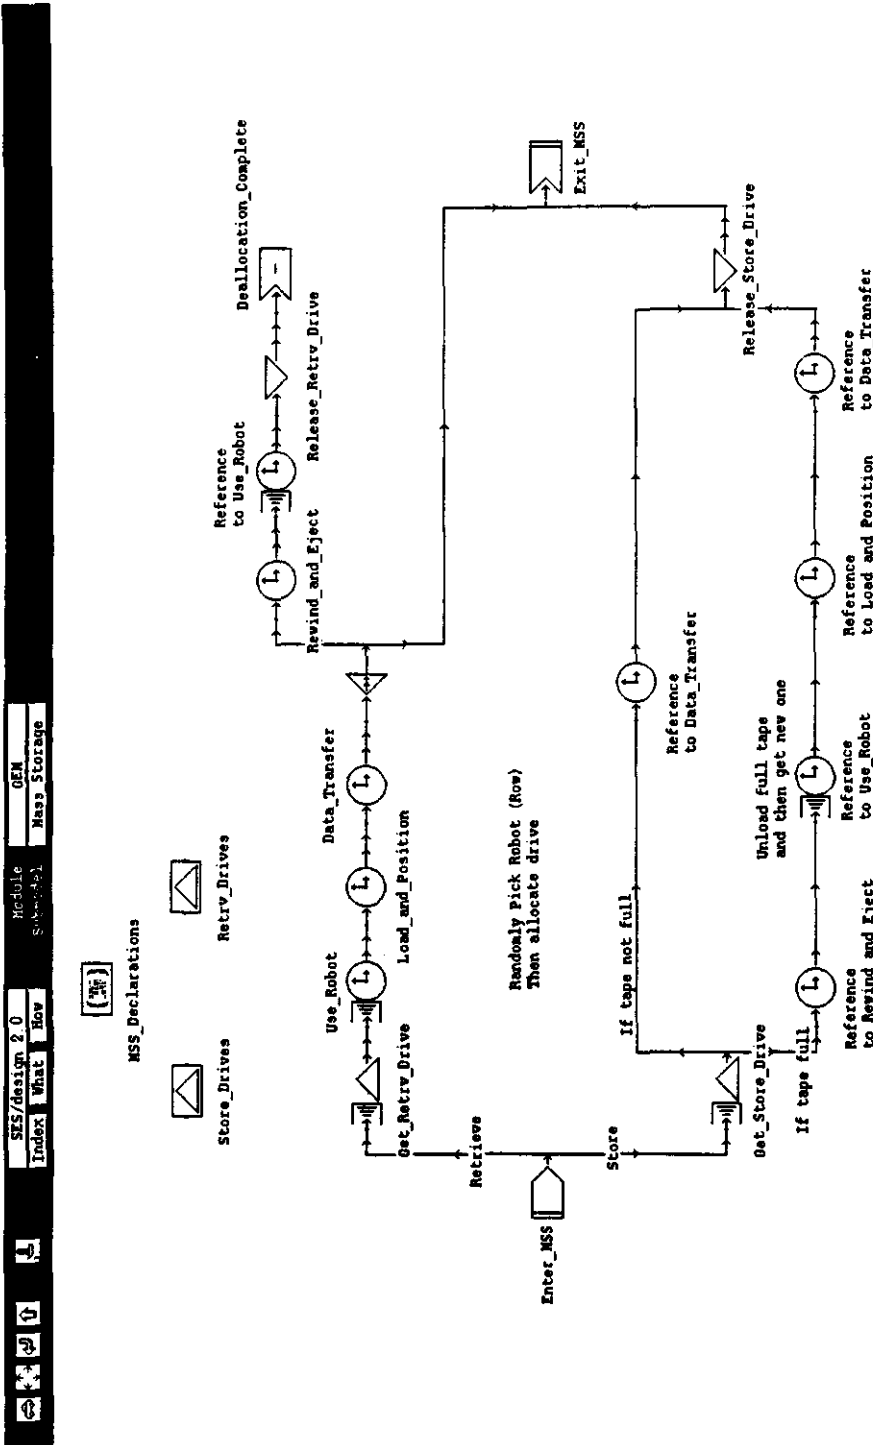 SES/design 2.0
Index
What
How
Module
GEM
Submodel
Mass_Storage
MSS_Declarations
Store_Drives
Retrv_Drives
Reference
to Use_Robot
Deallocation_Complete
Rewind_and_Eject
Release_Retrv_Drive
Use_Robot
Data_Transfer
Get_Retrv_Drive
Load_and_Position
Retrieve
Randomly Pick Robot (Row)
Then allocate drive
Enter_MSS
Exit_MSS
Store
If tape not full
Reference
to Data_Transfer
Get_Store_Drive
Release_Store_Drive
If tape full
Unload full tape
and then get new one
Reference
to Rewind and Eject
Reference
to Use_Robot
Reference
to Load and Position
Reference
to Data Transfer